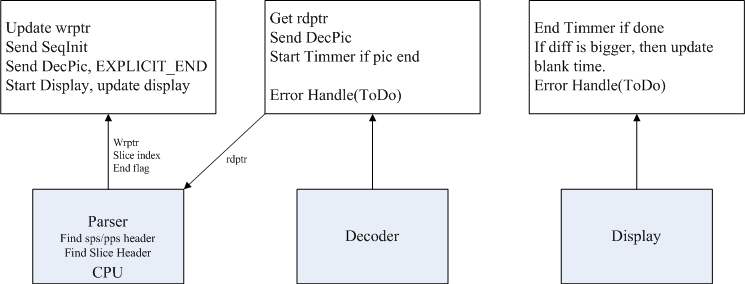 Update wrptr
Send SeqInit
Send DecPic, EXPLICIT_END
Start Display, update display
Get rdptr
Send DecPic
Start Timmer if pic end
Error Handle(ToDo)
End Timmer if done
If diff is bigger, then update
blank time.
Error Handle(ToDo)
Wrptr
Slice index
End flag
rdptr
Parser
Find sps/pps header
Find Slice Header
CPU
Decoder
Display